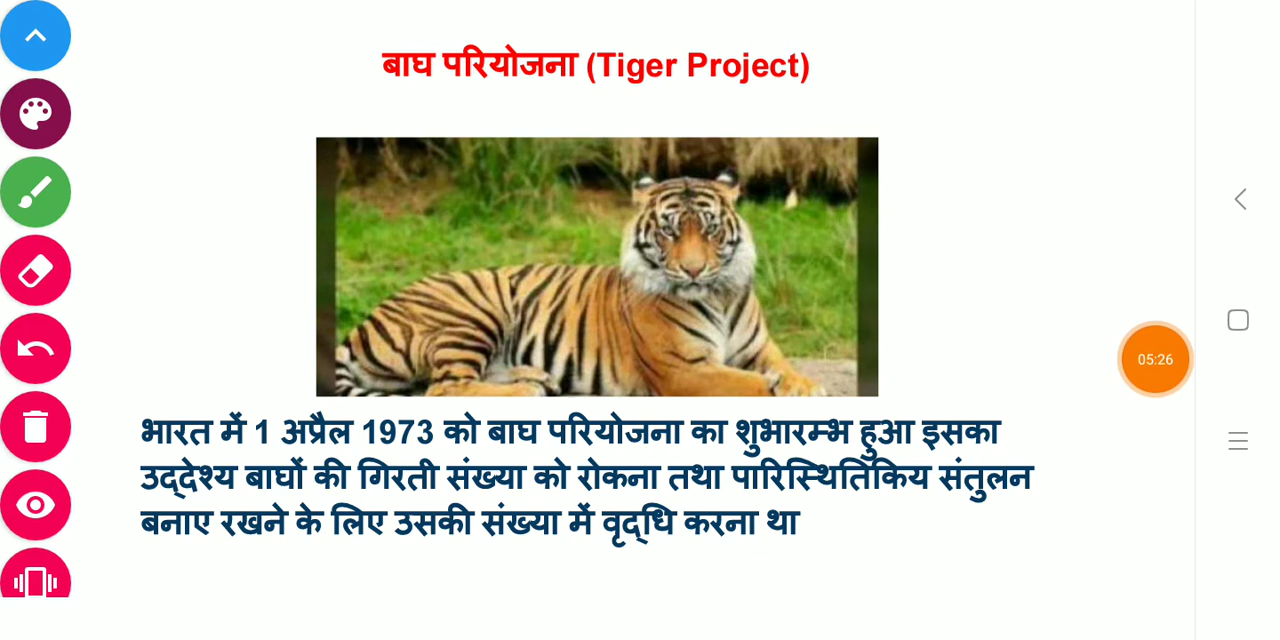 बाघ परियोजना (Tiger Project)
05:26
भारत में 1 अप्रैल 1973 को बाघ परियोजना का शुभारम्भ हुआ इसका
उद्देश्य बाघों की गिरती संख्या को रोकना तथा पारिस्थितिकिय संतुलन
बनाए रखने के लिए उसकी संख्या में वृद्धि करना था